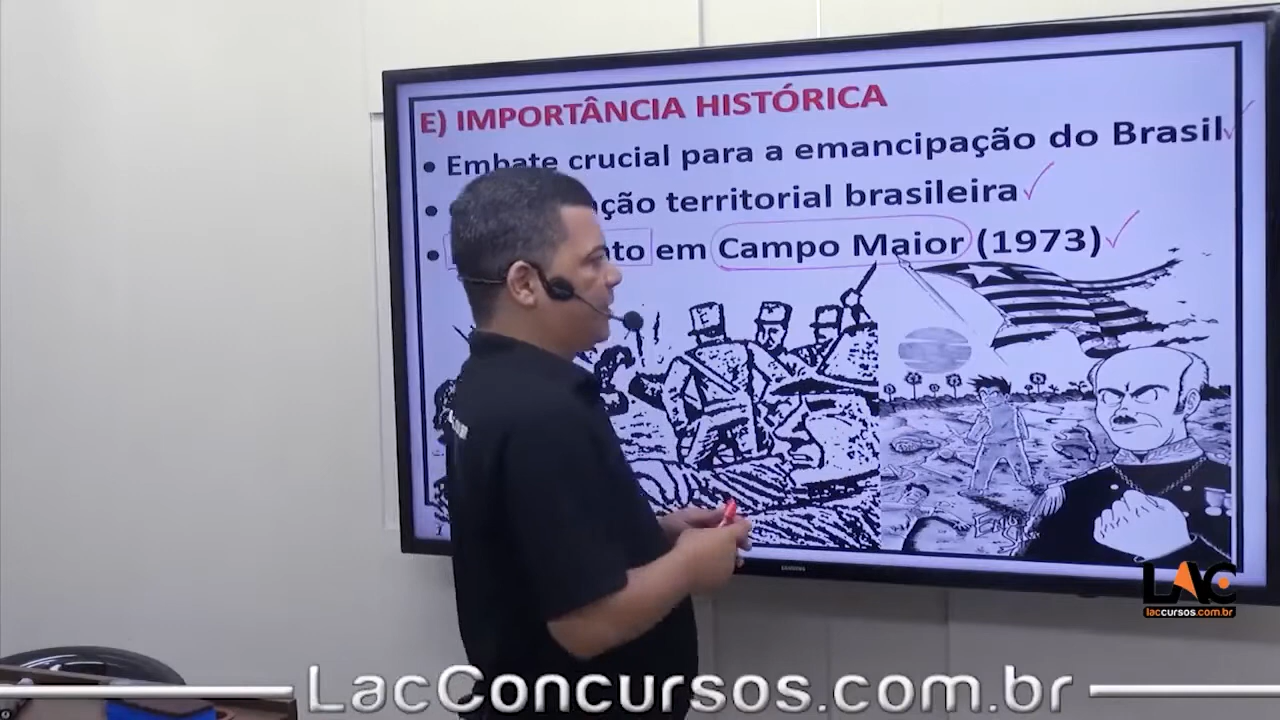 E) IMPORTÂNCIA HISTÓRICA
• Embate crucial para a emancipação do Brasil
• ção territorial brasileira
• to em Campo Maior (1973)
SAMSUNG
LAC
laccursos.com.br
LacConcursos.com.br